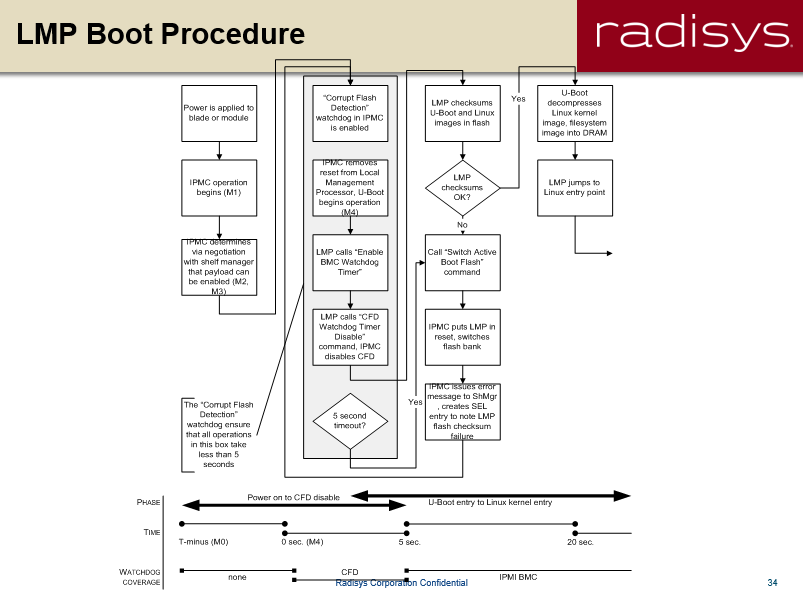 LMP Boot Procedure
radisys.
Power is applied to
blade or module
IPMC operation
begins (M1)
IPMC determines
via negotiation
with shelf manager
that payload can
be enabled (M2,
M3)
The “Corrupt Flash
Detection”
watchdog ensure
that all operations
in this box take
less than 5
seconds
“Corrupt Flash
Detection”
watchdog in IPMC
is enabled
IPMC removes
reset from Local
Management
Processor, U-Boot
begins operation
(M4)
LMP calls “Enable
BMC Watchdog
Timer”
LMP calls “CFD
Watchdog Timer
Disable”
command, IPMC
disables CFD
5 second
timeout?
Yes
LMP checksums
U-Boot and Linux
images in flash
LMP
checksums
OK?
Yes
No
Call “Switch Active
Boot Flash”
command
IPMC puts LMP in
reset, switches
flash bank
IPMC issues error
message to ShMgr
, creates SEL
entry to note LMP
flash checksum
failure
U-Boot
decompresses
Linux kernel
image, filesystem
image into DRAM
LMP jumps to
Linux entry point
PHASE
Power on to CFD disable
U-Boot entry to Linux kernel entry
TIME
T-minus (M0)
0 sec. (M4)
5 sec.
20 sec.
WATCHDOG
COVERAGE
none
CFD
IPMI BMC
Radisys Corporation Confidential
34